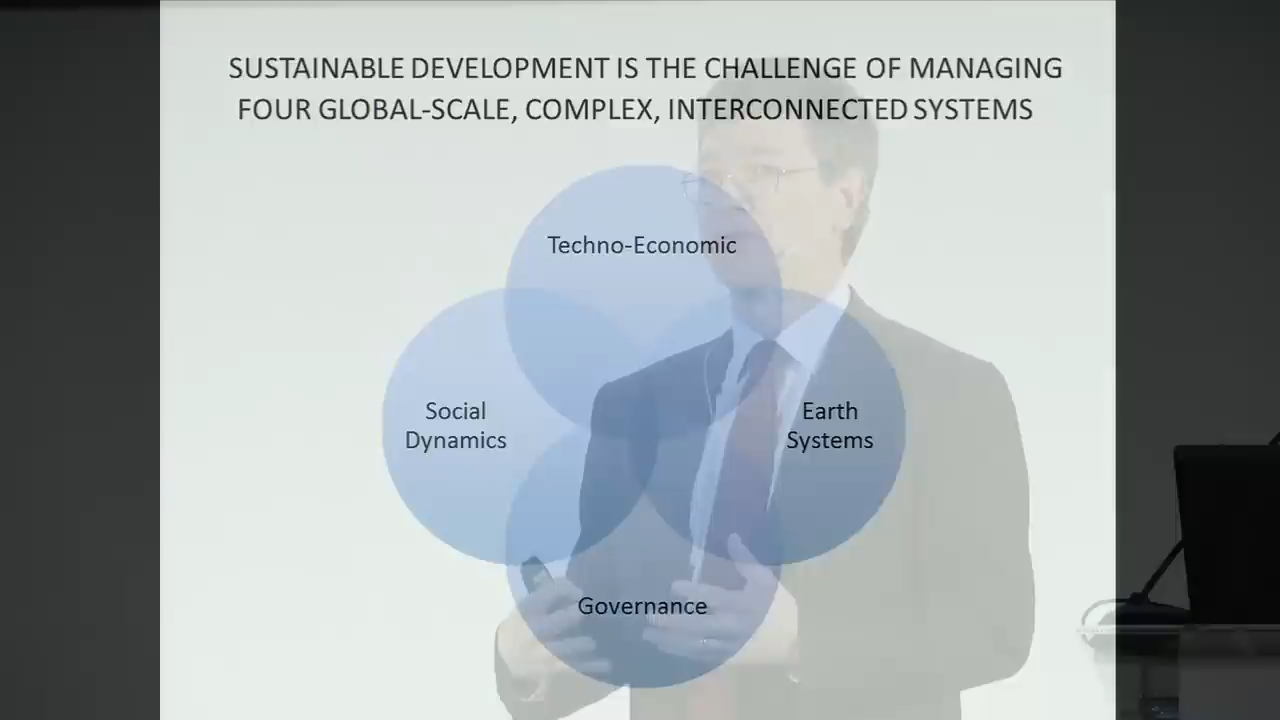 SUSTAINABLE DEVELOPMENT IS THE CHALLENGE OF MANAGING
FOUR GLOBAL-SCALE, COMPLEX, INTERCONNECTED SYSTEMS
Techno-Economic
Social
Dynamics
Earth
Systems
Governance